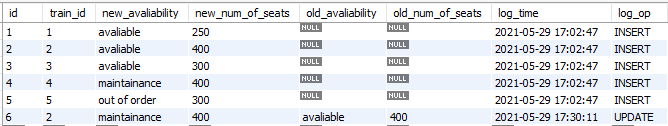 id train_id new_avaliability new_num_of_seats old_avaliability old_num_of_seats log_time log_op
1 1 avaliable 250 NULL NULL 2021-05-29 17:02:47 INSERT
2 2 avaliable 400 NULL NULL 2021-05-29 17:02:47 INSERT
3 3 avaliable 300 NULL NULL 2021-05-29 17:02:47 INSERT
4 4 maintainance 400 NULL NULL 2021-05-29 17:02:47 INSERT
5 5 out of order 300 NULL NULL 2021-05-29 17:02:47 INSERT
6 2 maintainance 400 avaliable 400 2021-05-29 17:30:11 UPDATE